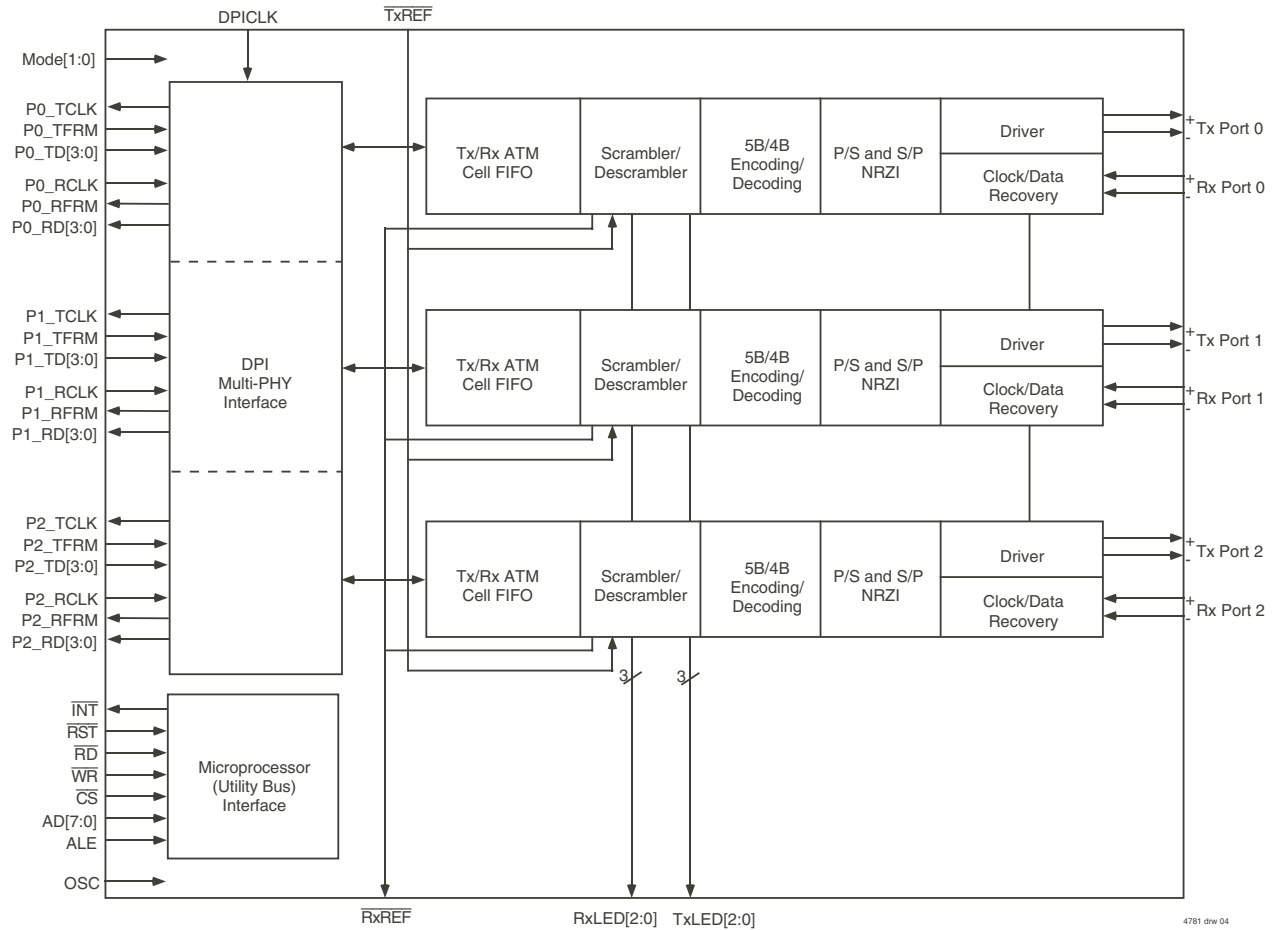 DPICLK
TxREF
Mode[1:0]
P0_TCLK
P0_TFRM
P0_TD[3:0]
P0_RCLK
P0_RFRM
P0_RD[3:0]
Tx/Rx ATM
Cell FIFO
Scrambler/
Descrambler
5B/4B
Encoding/
Decoding
P/S and S/P
NRZI
Driver
Clock/Data
Recovery
+
-
Tx Port 0
+
-
Rx Port 0
P1_TCLK
P1_TFRM
P1_TD[3:0]
P1_RCLK
P1_RFRM
P1_RD[3:0]
DPI
Multi-PHY
Interface
Tx/Rx ATM
Cell FIFO
Scrambler/
Descrambler
5B/4B
Encoding/
Decoding
P/S and S/P
NRZI
Driver
Clock/Data
Recovery
+
-
Tx Port 1
+
-
Rx Port 1
P2_TCLK
P2_TFRM
P2_TD[3:0]
P2_RCLK
P2_RFRM
P2_RD[3:0]
Tx/Rx ATM
Cell FIFO
Scrambler/
Descrambler
5B/4B
Encoding/
Decoding
P/S and S/P
NRZI
Driver
Clock/Data
Recovery
+
-
Tx Port 2
+
-
Rx Port 2
3
3
INT
RST
RD
WR
CS
AD[7:0]
ALE
Microprocessor
(Utility Bus)
Interface
OSC
RxREF
RxLED[2:0]
TxLED[2:0]
4781 drw 04